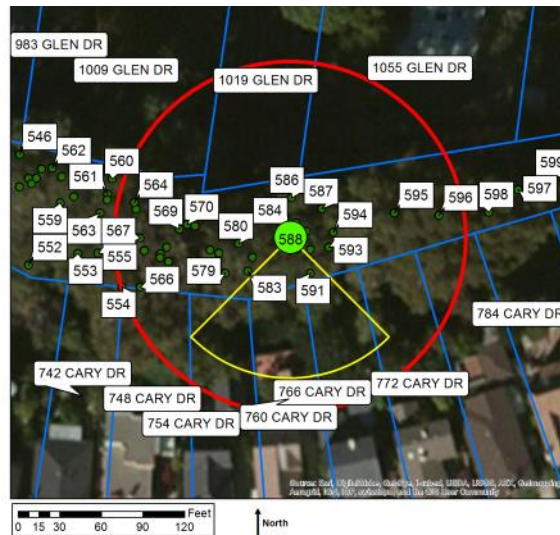 983 GLEN DR
1009 GLEN DR
1019 GLEN DR
1055 GLEN DR
546
562
560
561
564
586
587
599
597
559
569
570
584
594
595
596
598
563
567
580
588
593
552
553
555
579
583
591
554
566
784 CARY DR
742 CARY DR
748 CARY DR
754 CARY DR
760 CARY DR
766 CARY DR
772 CARY DR
Feet
0 15 30 60 90 120
North